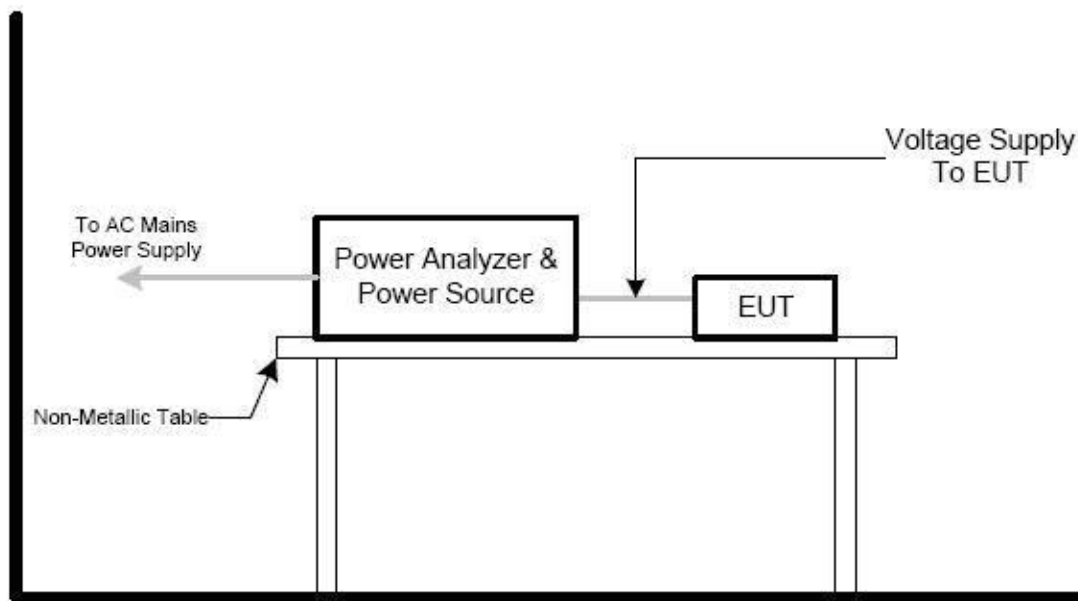 Voltage Supply
To EUT
To AC Mains
Power Supply
Power Analyzer &
Power Source
EUT
Non-Metallic Table